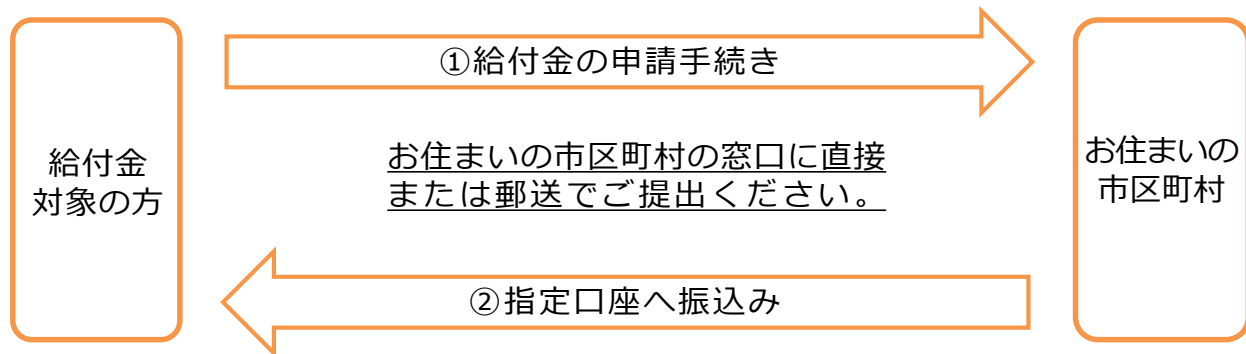 ①給付金の申請手続き
給付金
対象の方
お住まいの市区町村の窓口に直接
または郵送でご提出ください。
お住まいの
市区町村
②指定口座へ振込み